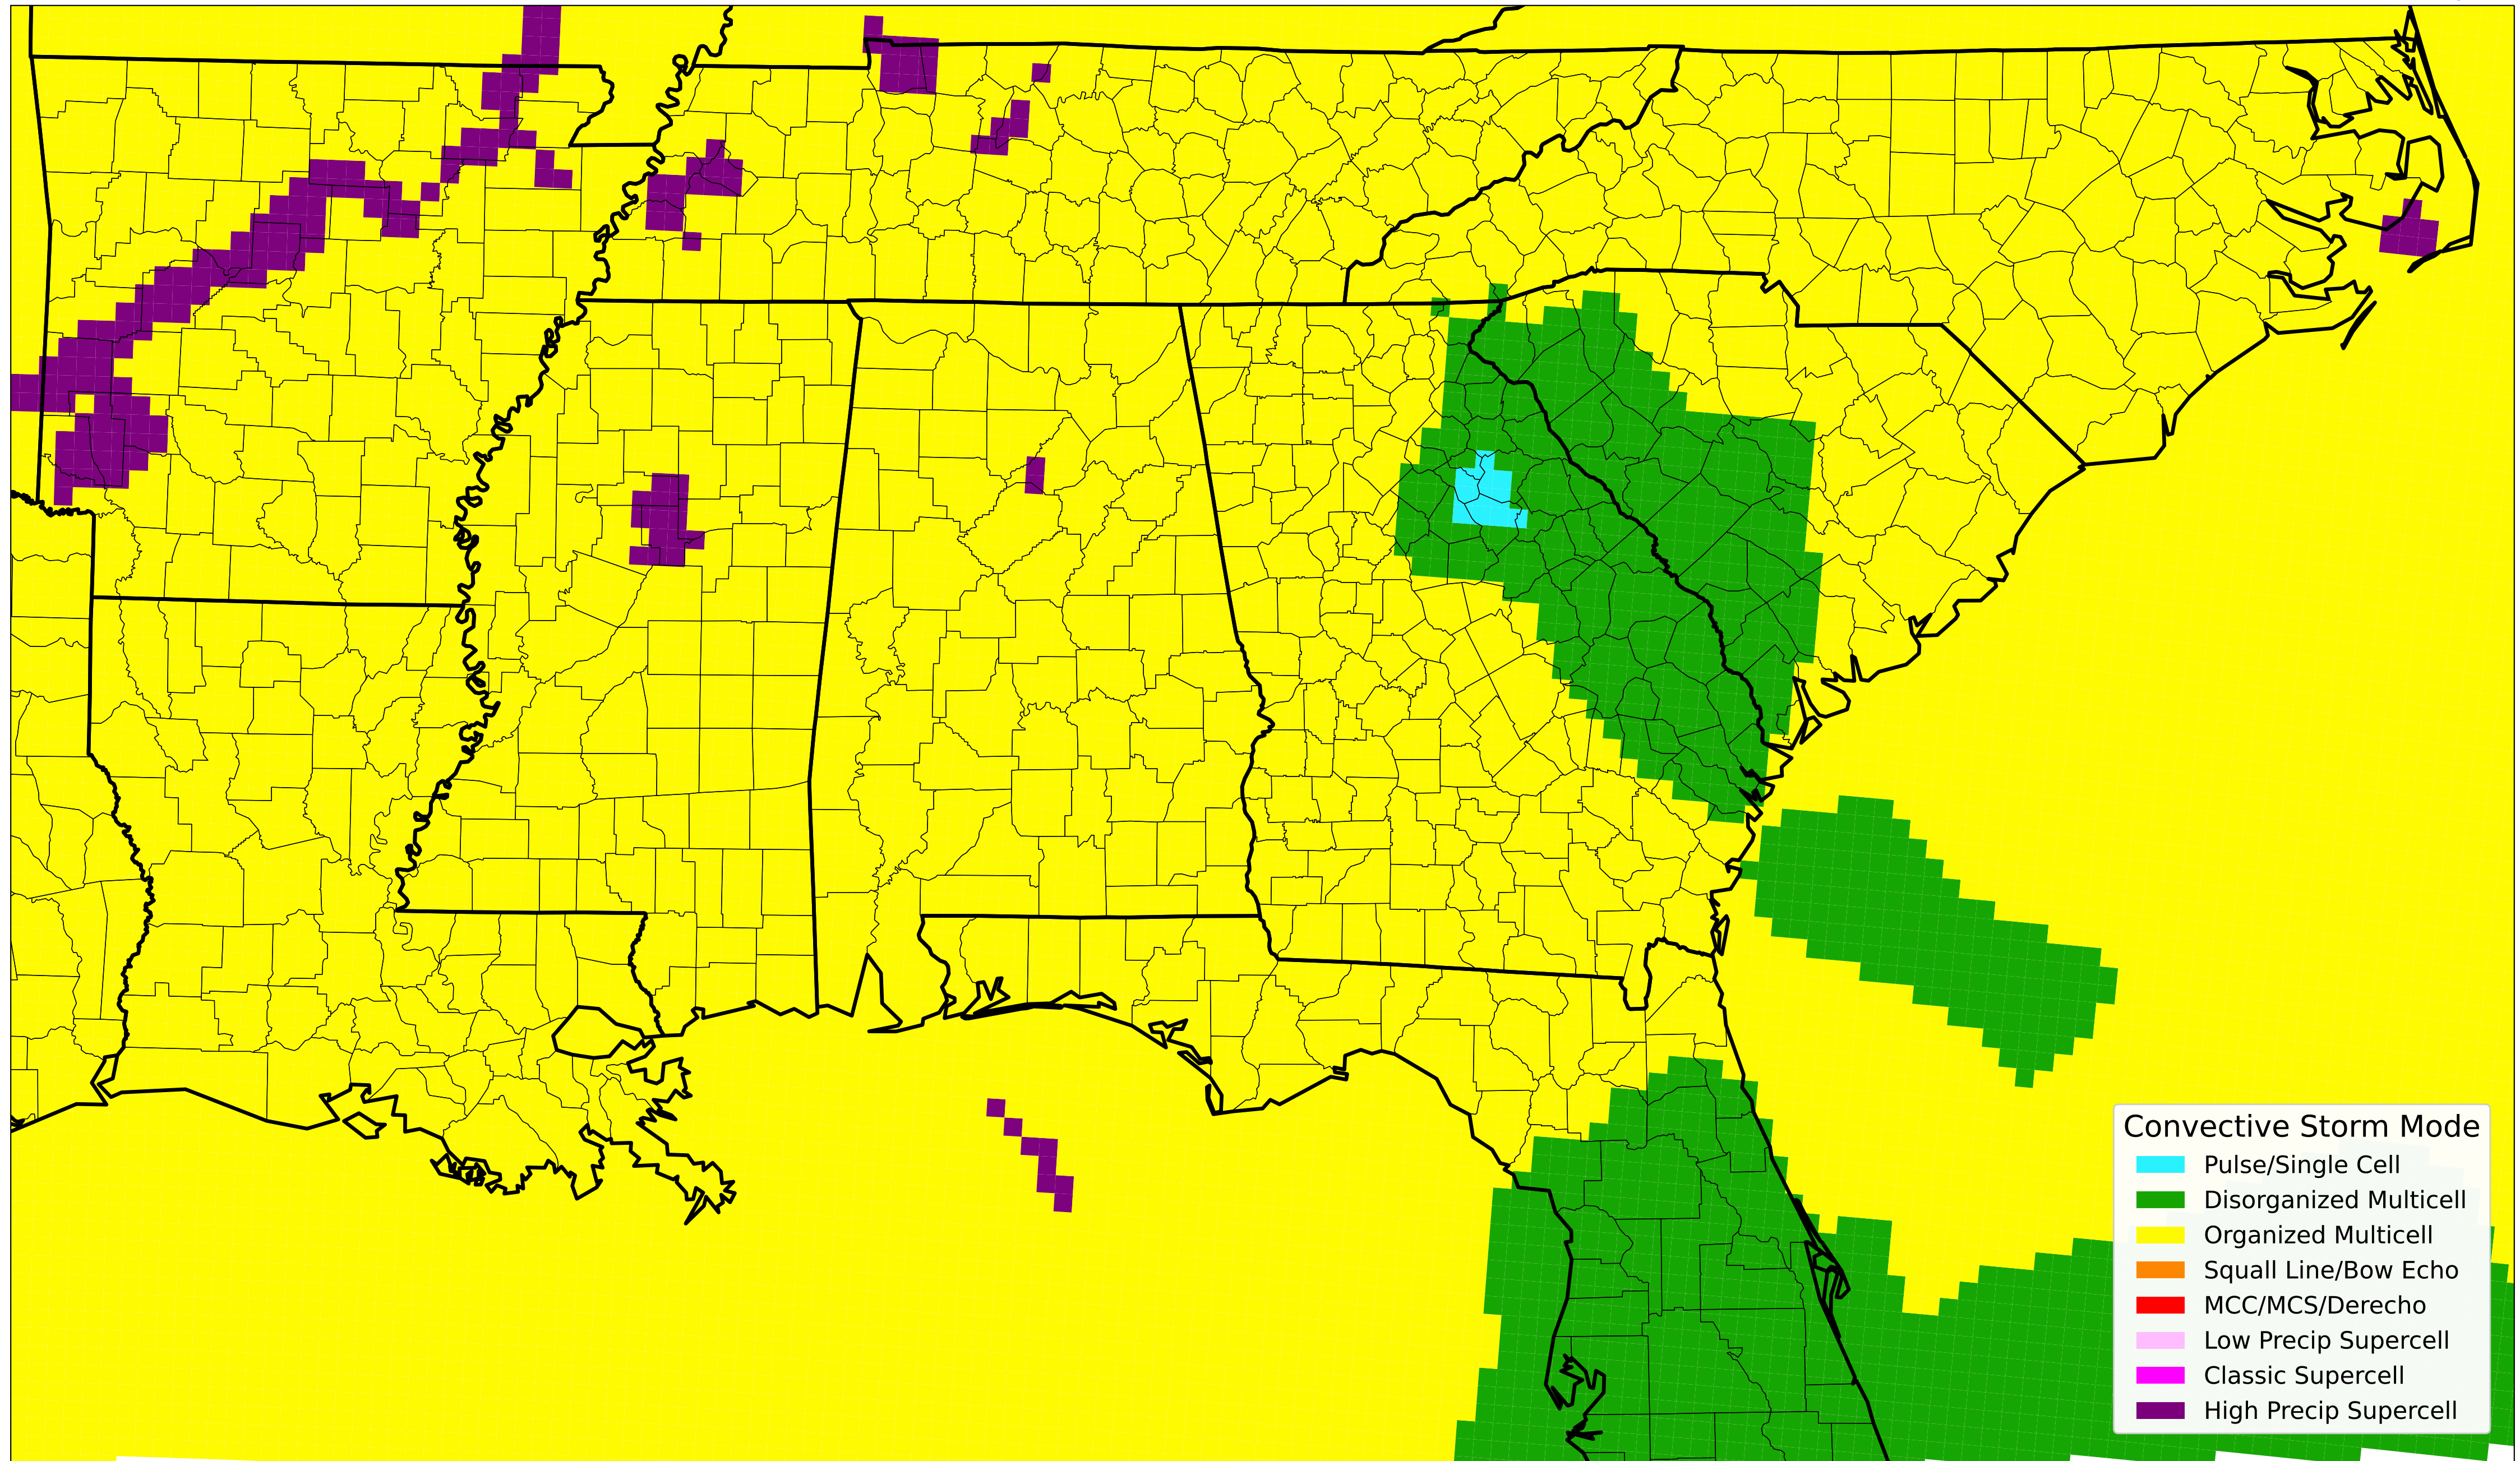 Convective Storm Mode
Pulse/Single Cell
Disorganized Multicell
Organized Multicell
Squall Line/Bow Echo
MCC/MCS/Derecho
Low Precip Supercell
Classic Supercell
High Precip Supercell